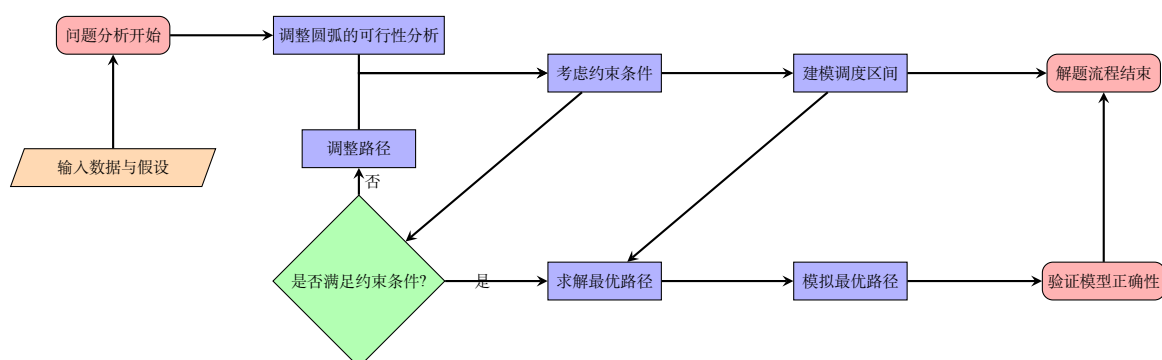 问题分析开始
调整圆弧的可行性分析
考虑约束条件
建模调度区间
解题流程结束
调整路径
输入数据与假设
否
是否满足约束条件?
是
求解最优路径
模拟最优路径
验证模型正确性